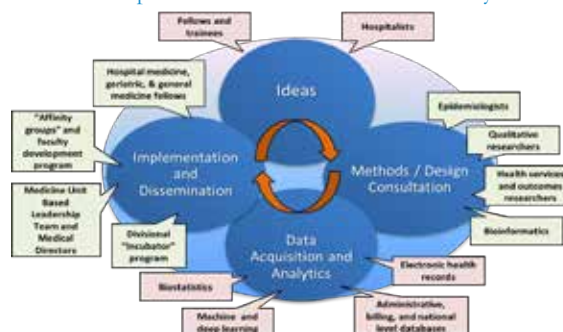 Fellows and
trainees
Hospitalists
Hospital medicine,
geriatric, & general
medicine fellows
Ideas
Epidemiologists
"Affinity
groups" and
faculty
development
program
Qualitative
researchers
Implementation
and
Dissemination
Methods / Design
Consultation
Health services
and outcomes
researchers
Medicine Unit
Based
Leadership
Team and
Medical
Directors
Divisional
"Incubator"
program
Bioinformatics
Data
Acquisition and
Analytics
Electronic health
records
Biostatistics
Machine and
deep learning
Administrative,
billing, and national
level databases